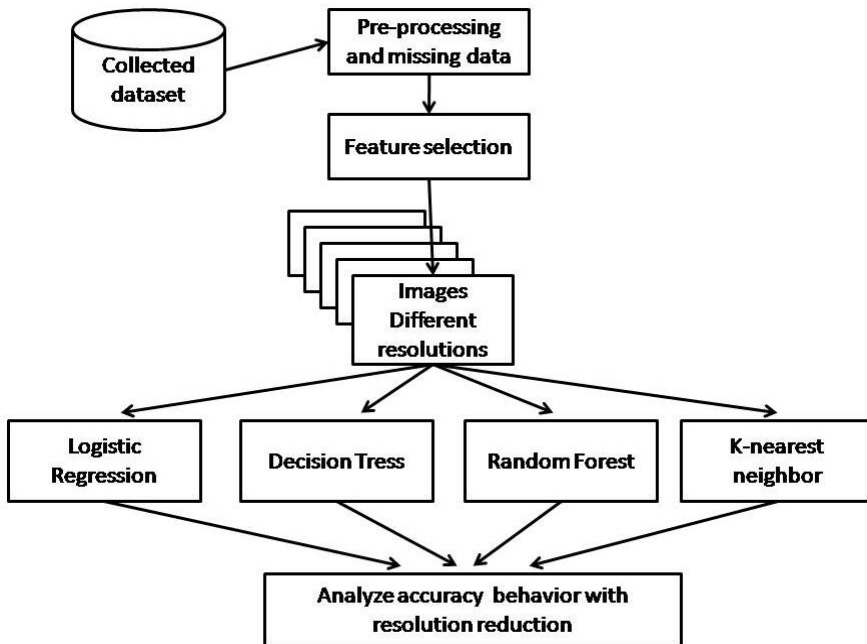 Collected
dataset
Pre-processing
and missing data
Feature selection
Images
Different
resolutions
Logistic
Regression
Decision Tress
Random Forest
K-nearest
neighbor
Analyze accuracy behavior with
resolution reduction